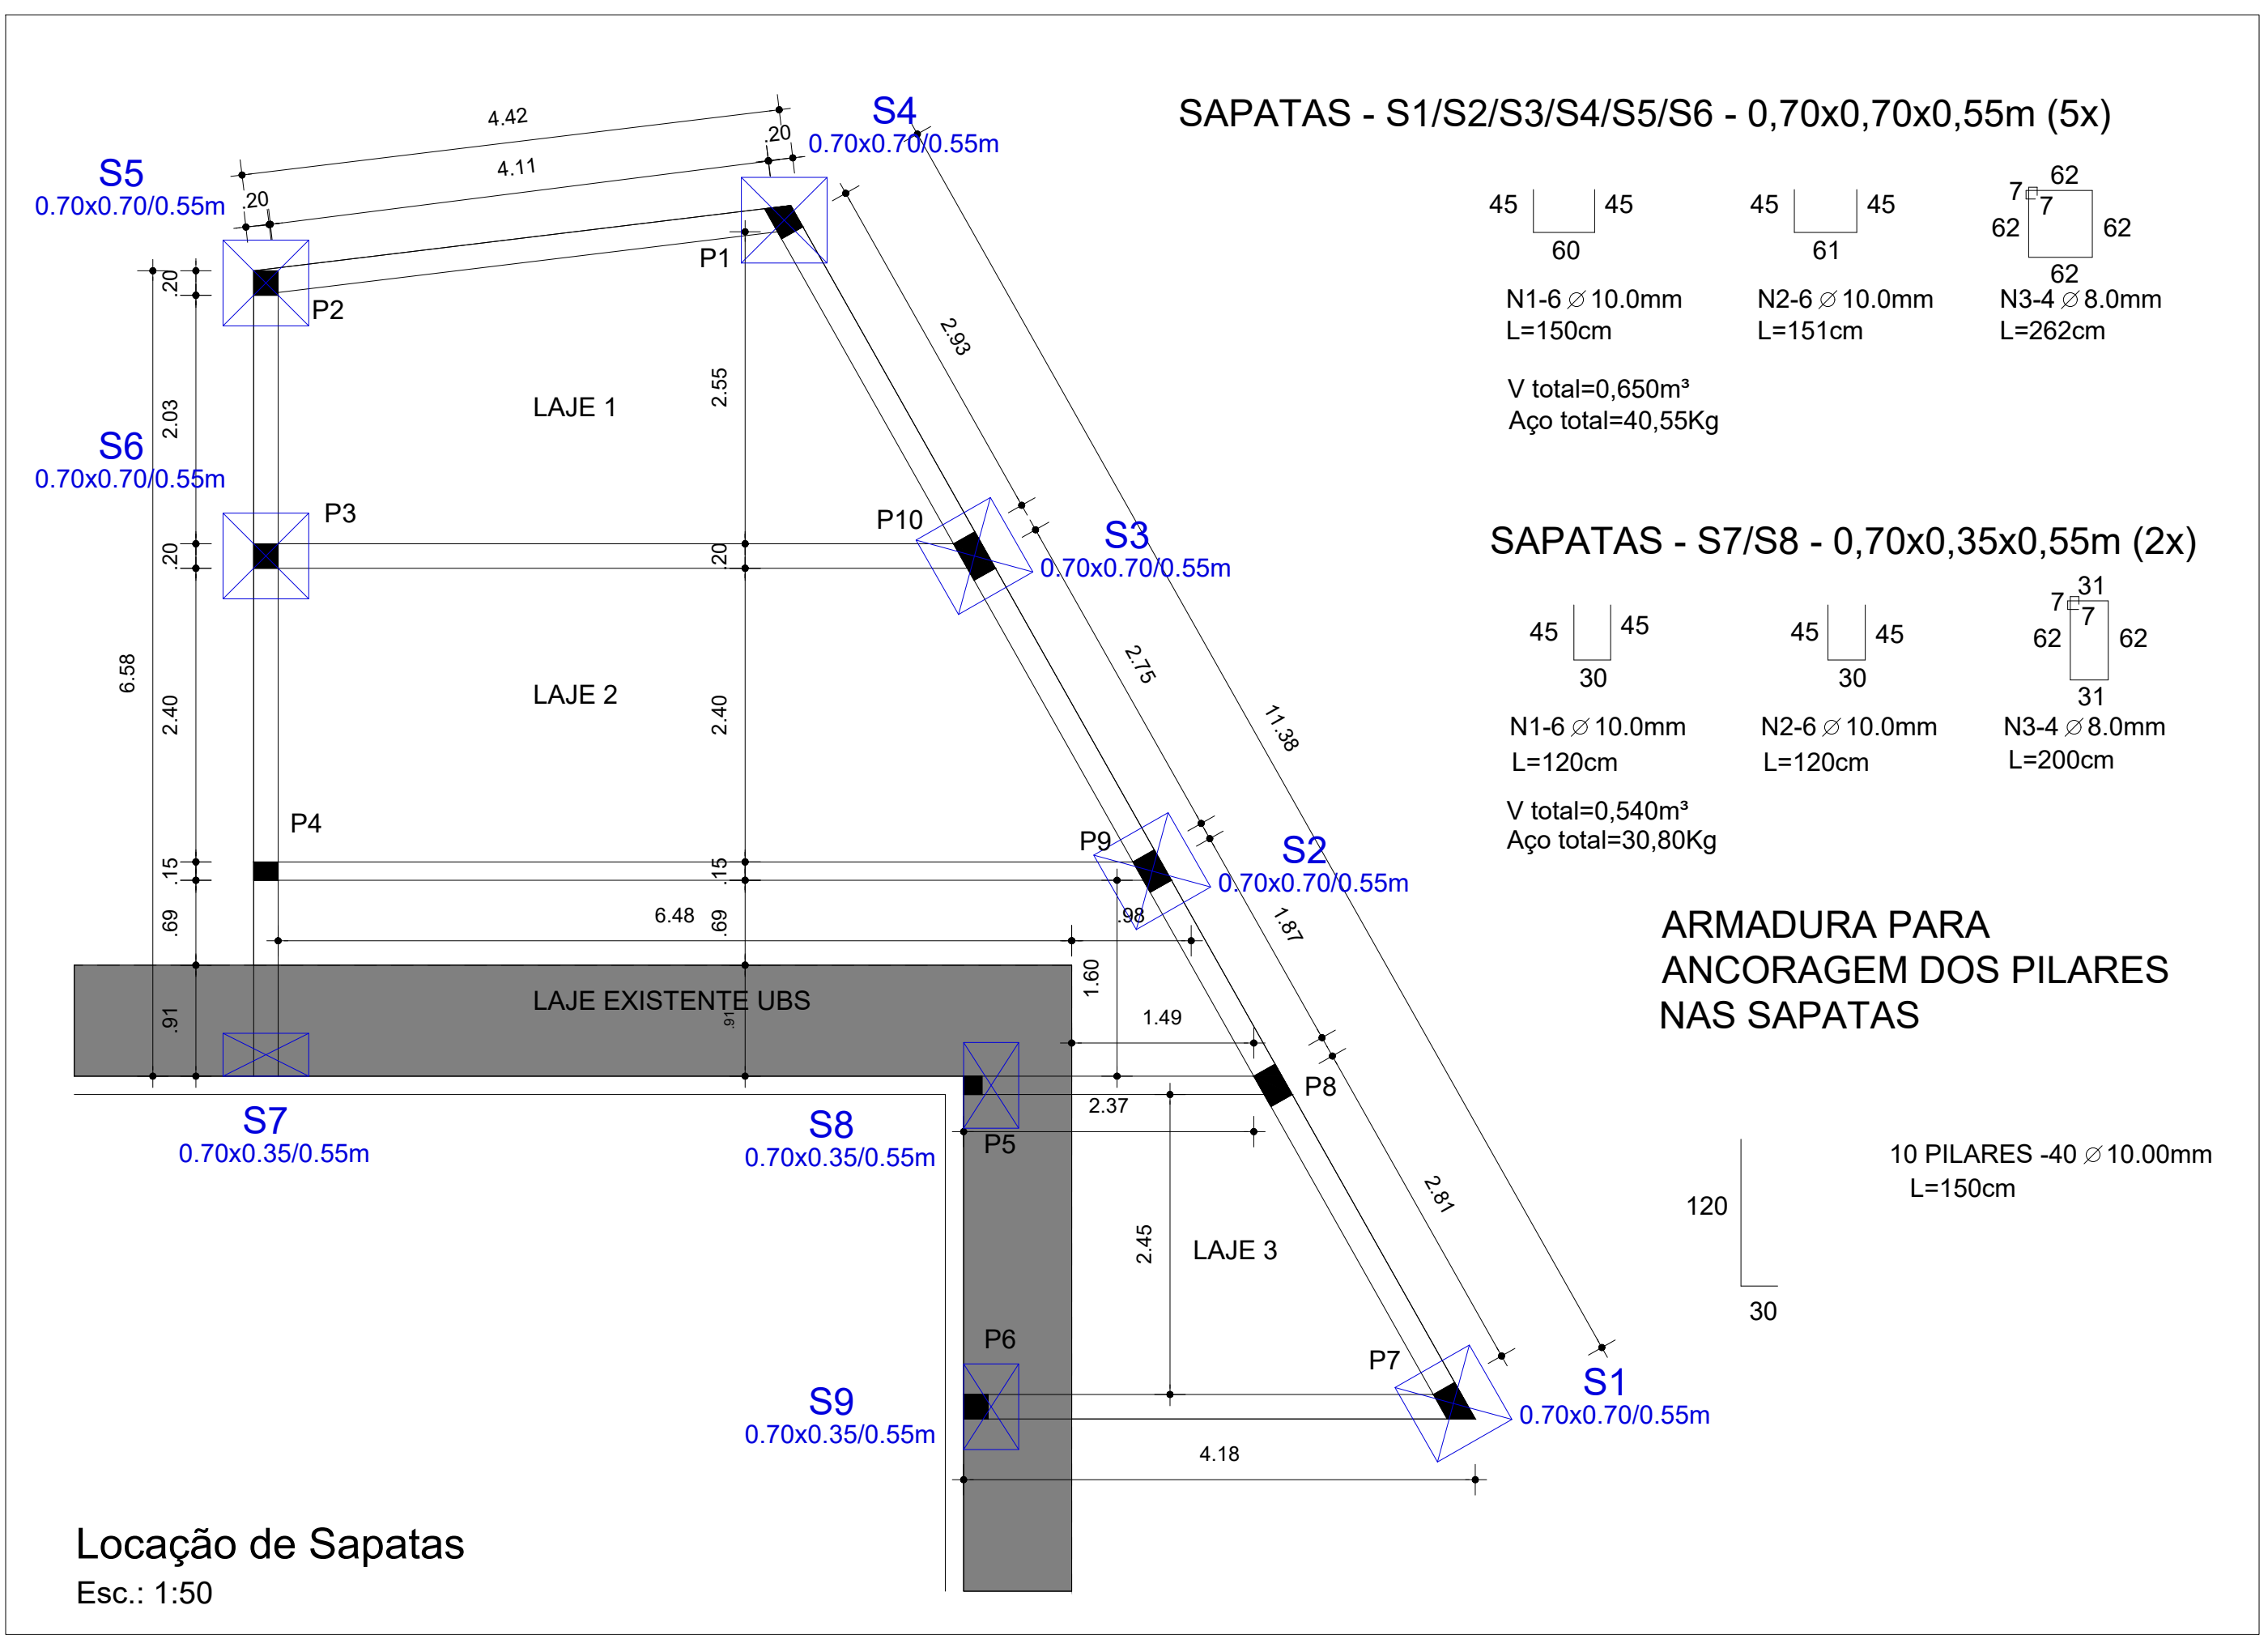 SAPATAS - S1/S2/S3/S4/S5/S6 - 0,70x0,70x0,55m (5x)
45
45
60
N1-6 ∅ 10.0mm
L=150cm
45
45
61
N2-6 ∅ 10.0mm
L=151cm
62
7
7
62
62
62
N3-4 ∅ 8.0mm
L=262cm
V total=0,650m³
Aço total=40,55Kg
SAPATAS - S7/S8 - 0,70x0,35x0,55m (2x)
45
45
30
N1-6 ∅ 10.0mm
L=120cm
45
45
30
N2-6 ∅ 10.0mm
L=120cm
31
7
7
62
62
31
N3-4 ∅ 8.0mm
L=200cm
V total=0,540m³
Aço total=30,80Kg
ARMADURA PARA
ANCORAGEM DOS PILARES
NAS SAPATAS
120
30
10 PILARES -40 ∅ 10.00mm
L=150cm
4.42
4.11
.20
.20
S4
0.70x0.70/0.55m
S5
0.70x0.70/0.55m
P1
P2
.20
2.03
.20
2.40
.15
.69
.91
6.58
LAJE 1
2.55
.20
2.40
.15
.69
.91
2.93
2.75
1.87
2.81
11.38
S6
0.70x0.70/0.55m
P3
P10
S3
0.70x0.70/0.55m
LAJE 2
P4
P9
S2
0.70x0.70/0.55m
6.48
.98
1.60
1.49
LAJE EXISTENTE UBS
P8
2.37
S7
0.70x0.35/0.55m
S8
0.70x0.35/0.55m
P5
2.45
LAJE 3
P6
P7
S9
0.70x0.35/0.55m
S1
0.70x0.70/0.55m
4.18
Locação de Sapatas
Esc.: 1:50